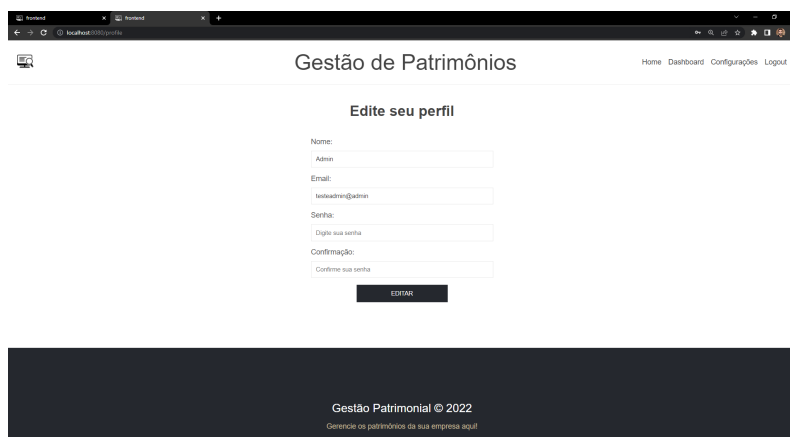 frontend
frontend
localhost:8080/profile
Gestão de Patrimônios
Home Dashboard Configurações Logout
Edite seu perfil
Nome:
Admin
Email:
testeadmin@admin
Senha:
Digite sua senha
Confirmação:
Confirme sua senha
EDITAR
Gestão Patrimonial © 2022
Gerencie os patrimônios da sua empresa aqui!